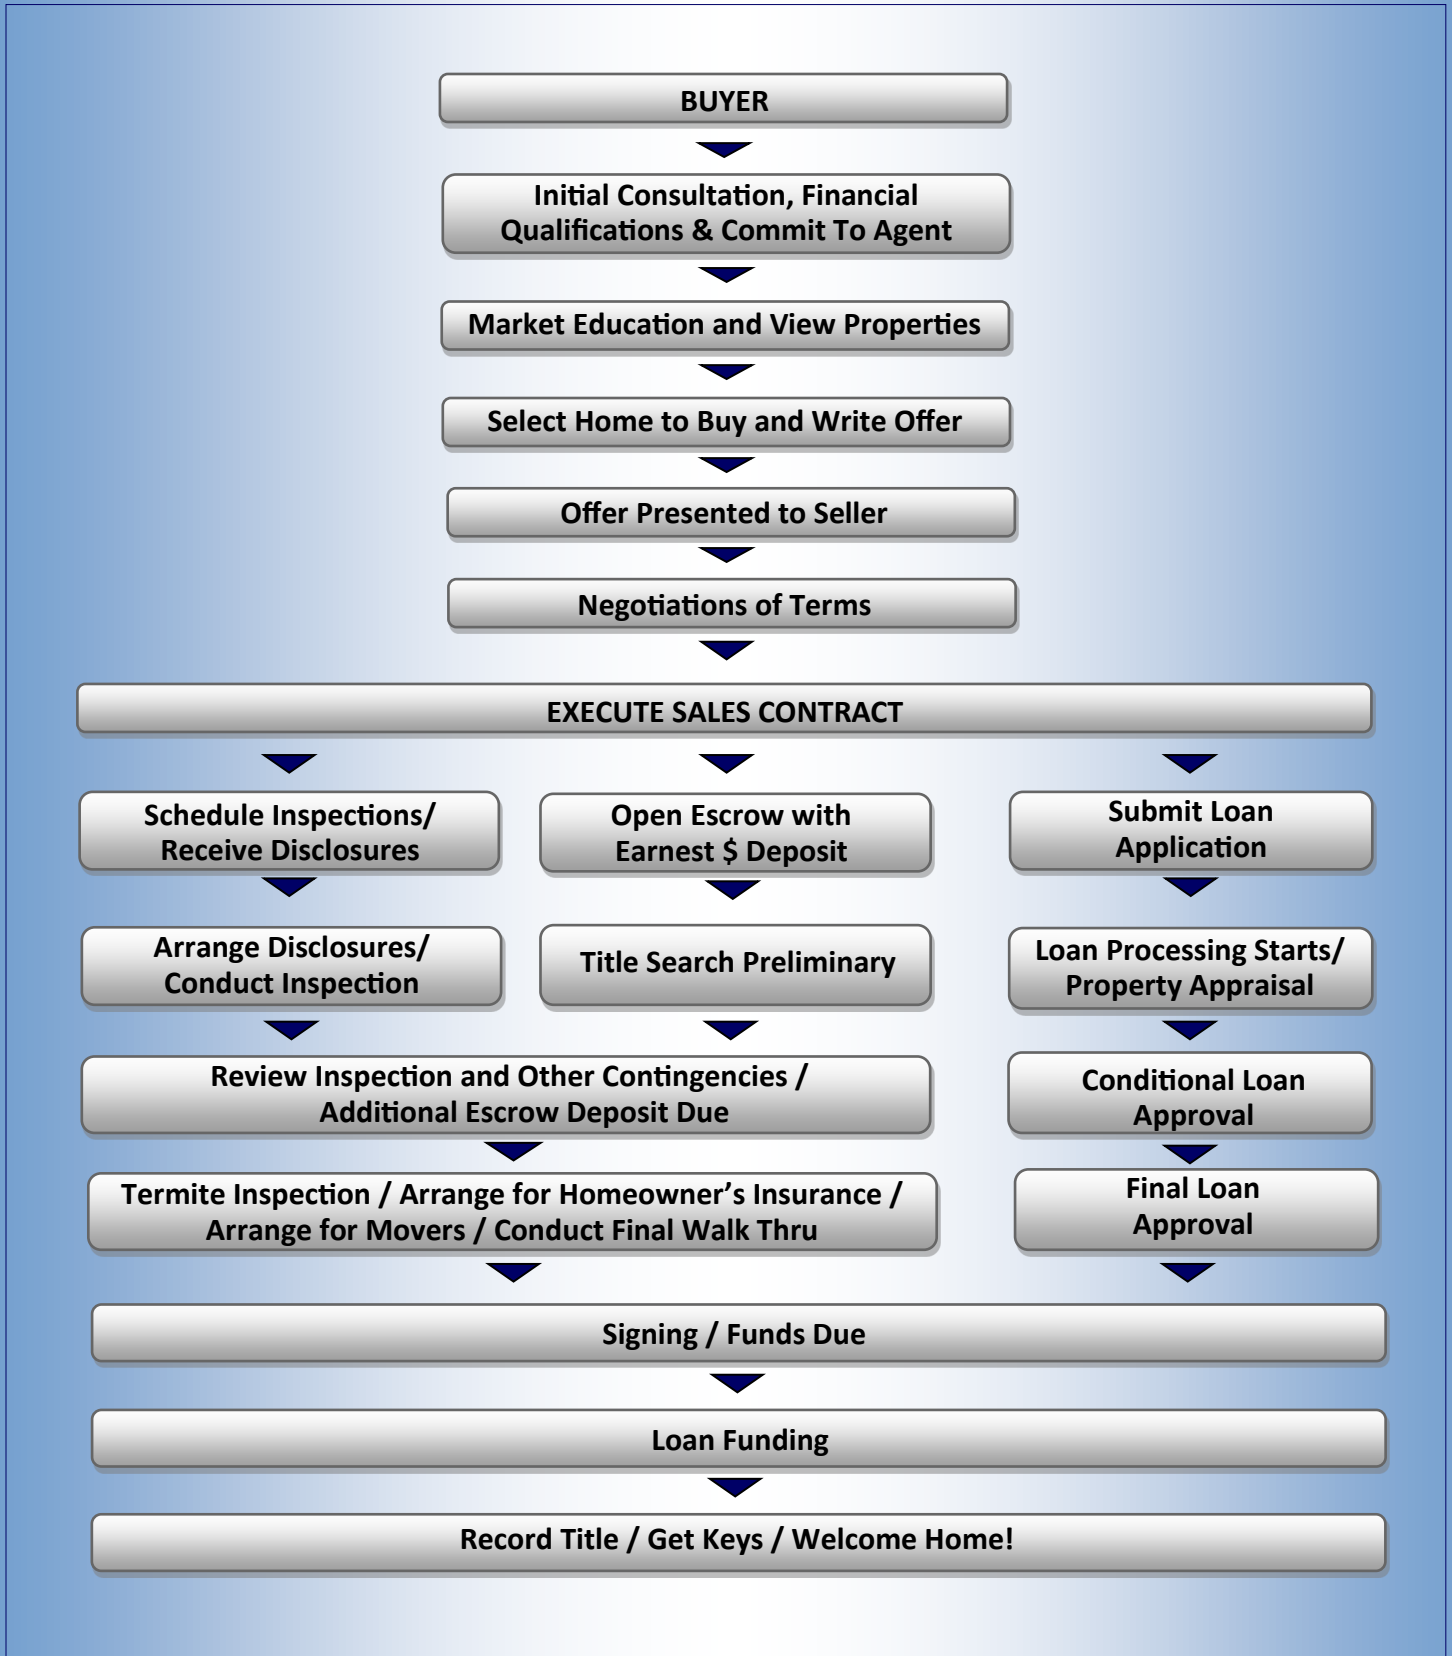 BUYER
Initial Consultation, Financial
Qualifications & Commit To Agent
Market Education and View Properties
Select Home to Buy and Write Offer
Offer Presented to Seller
Negotiations of Terms
EXECUTE SALES CONTRACT
Schedule Inspections/
Receive Disclosures
Open Escrow with
Earnest $ Deposit
Submit Loan
Application
Arrange Disclosures/
Conduct Inspection
Title Search Preliminary
Loan Processing Starts/
Property Appraisal
Review Inspection and Other Contingencies /
Additional Escrow Deposit Due
Conditional Loan
Approval
Termite Inspection / Arrange for Homeowner’s Insurance /
Arrange for Movers / Conduct Final Walk Thru
Final Loan
Approval
Signing / Funds Due
Loan Funding
Record Title / Get Keys / Welcome Home!